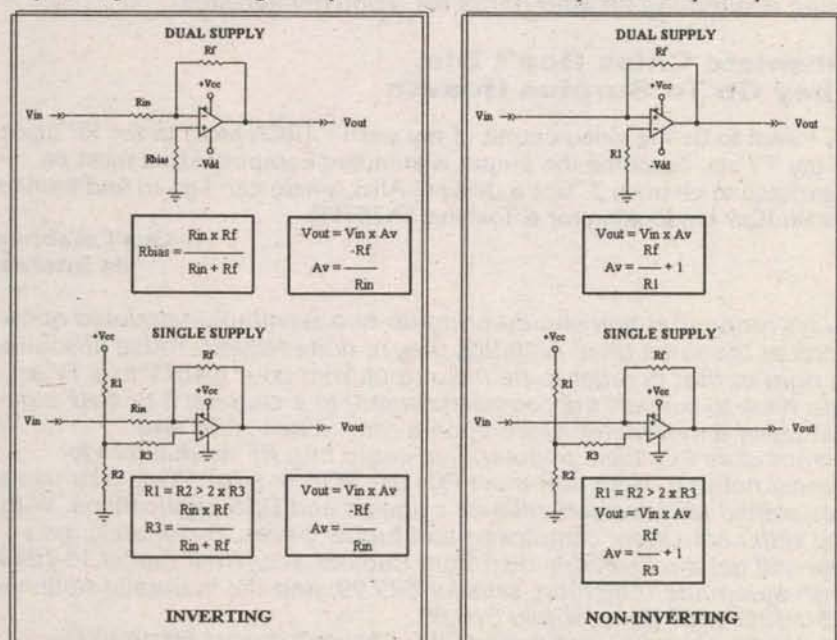 DUAL SUPPLY
Rf
+Vcc
Rin
Vin
Vout
Rbias
-Vdd
Rbias =
Rin x Rf
Rin + Rf
Vout = Vin x Av
-Rf
Av =
Rin
SINGLE SUPPLY
+Vcc
Rf
R1
+Vcc
Vin
Rin
Vout
R3
R2
R1 = R2 > 2 x R3
Rin x Rf
R3 =
Rin + Rf
Vout = Vin x Av
-Rf
Av =
Rin
INVERTING
DUAL SUPPLY
Rf
+Vcc
Vin
Vout
R1
-Vdd
Vout = Vin x Av
Rf
Av = + 1
R1
SINGLE SUPPLY
+Vcc
Rf
R1
+Vcc
Vin
Vout
R3
R2
R1 = R2 > 2 x R3
Vout = Vin x Av
Rf
Av = + 1
R3
NON-INVERTING